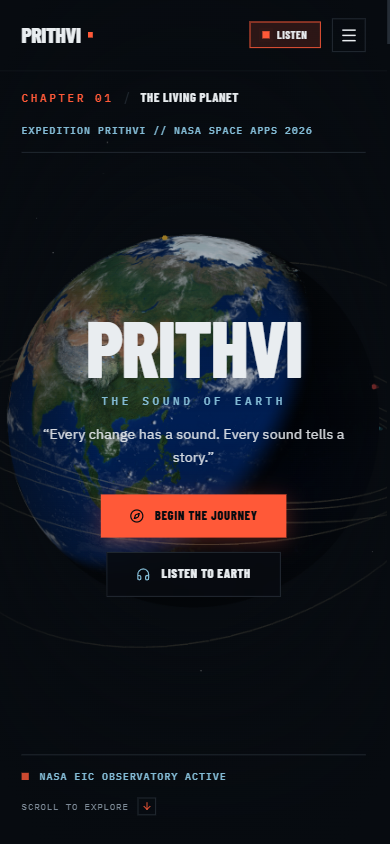 PRITHVI
LISTEN
CHAPTER 01 / THE LIVING PLANET
EXPEDITION PRITHVI // NASA SPACE APPS 2026
PRITHVI
THE SOUND OF EARTH
“Every change has a sound. Every sound tells a
story.”
BEGIN THE JOURNEY
LISTEN TO EARTH
NASA EIC OBSERVATORY ACTIVE
SCROLL TO EXPLORE